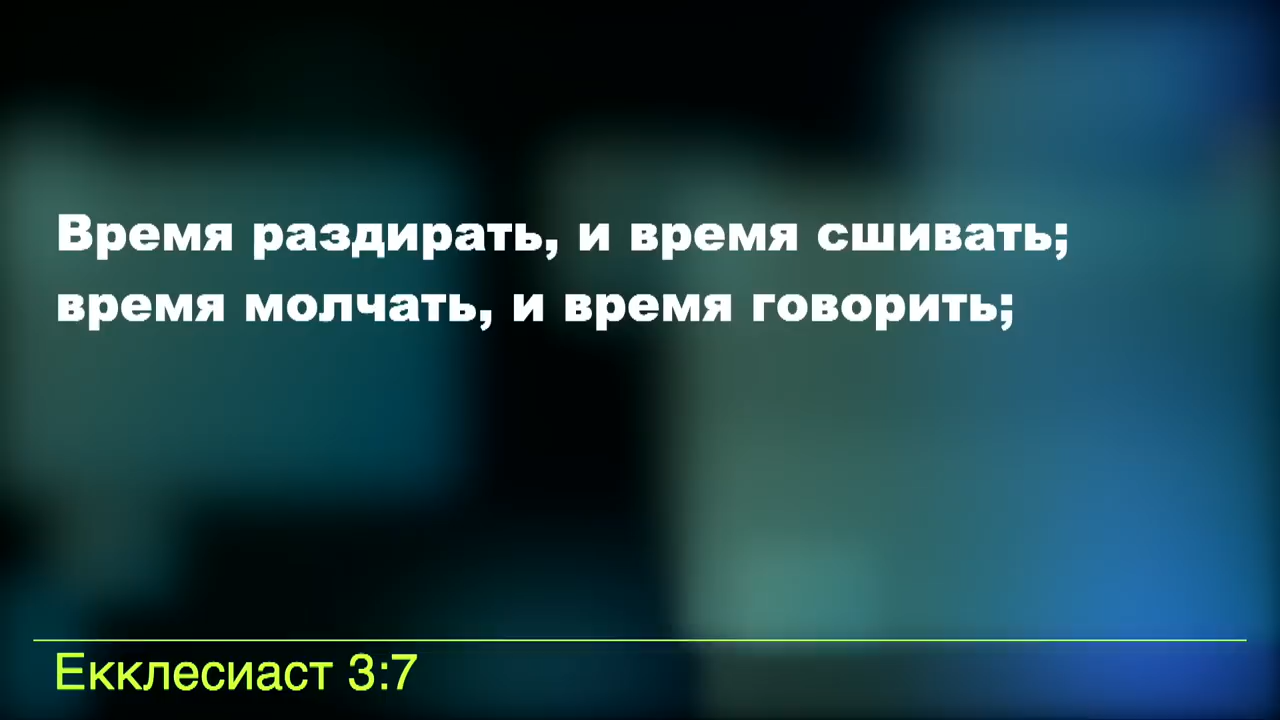 Время раздирать, и время сшивать;
время молчать, и время говорить;
Екклесиаст 3:7